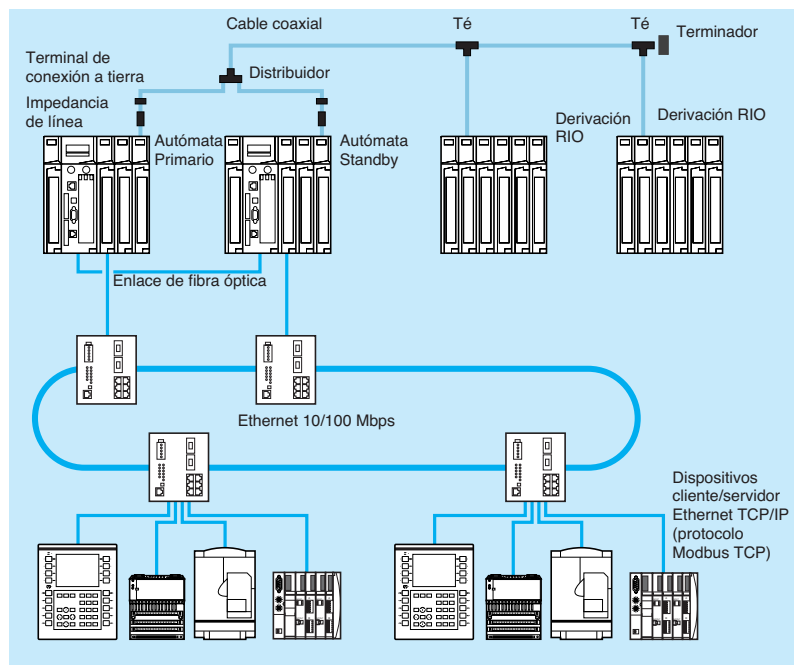 Cable coaxial
Té
Té
Terminador
Terminal de
conexión a tierra
Distribuidor
Impedancia
de línea
Autómata
Primario
Autómata
Standby
Derivación
RIO
Derivación RIO
Enlace de fibra óptica
Ethernet 10/100 Mbps
Dispositivos
cliente/servidor
Ethernet TCP/IP
(protocolo
Modbus TCP)